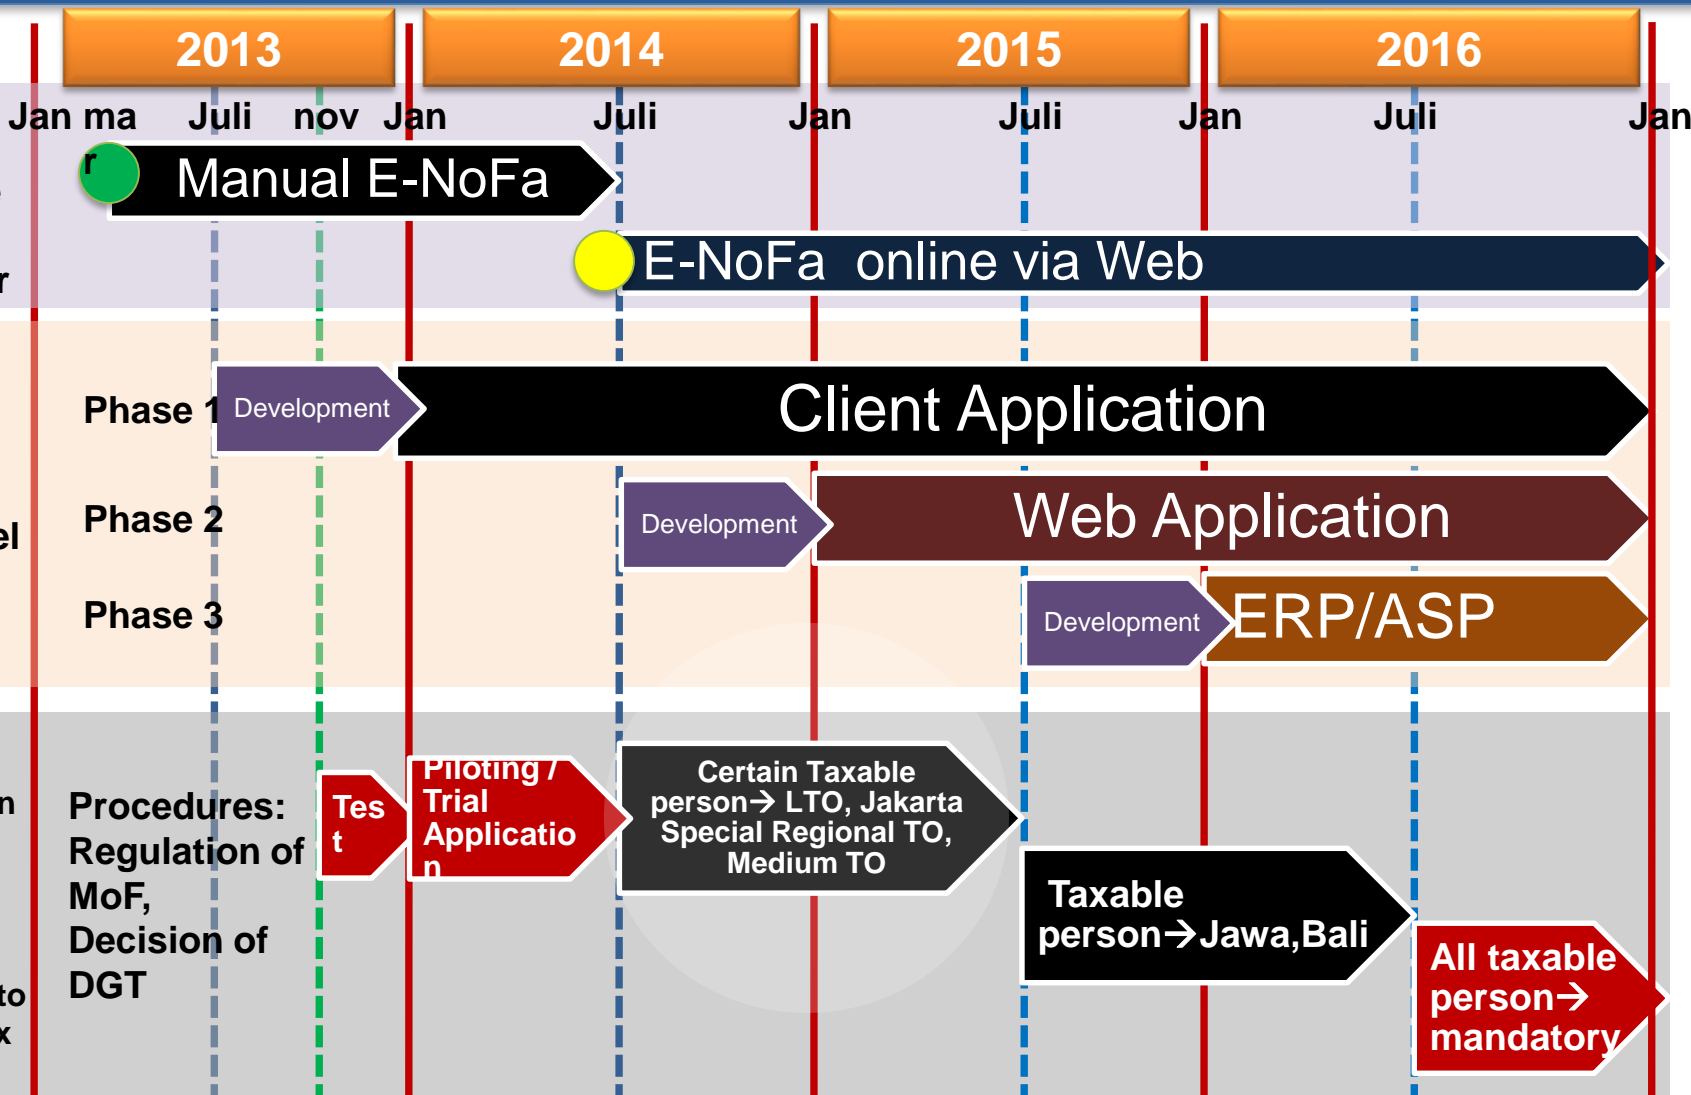 2013
2014
2015
2016
Jan mar
Juli
nov
Jan
Juli
Jan
Juli
Jan
Juli
Jan
Manual E-NoFa
E-NoFa online via Web
Phase 1
Development
Client Application
Phase 2
Development
Web Application
Phase 3
Development
ERP/ASP
Procedures:
Regulation of
MoF,
Decision of
DGT
Tes
t
Piloting /
Trial
Applicatio
n
Certain Taxable
person→ LTO, Jakarta
Special Regional TO,
Medium TO
Taxable
person→Jawa,Bali
All taxable
person→
mandatory
r
el
n
to
x